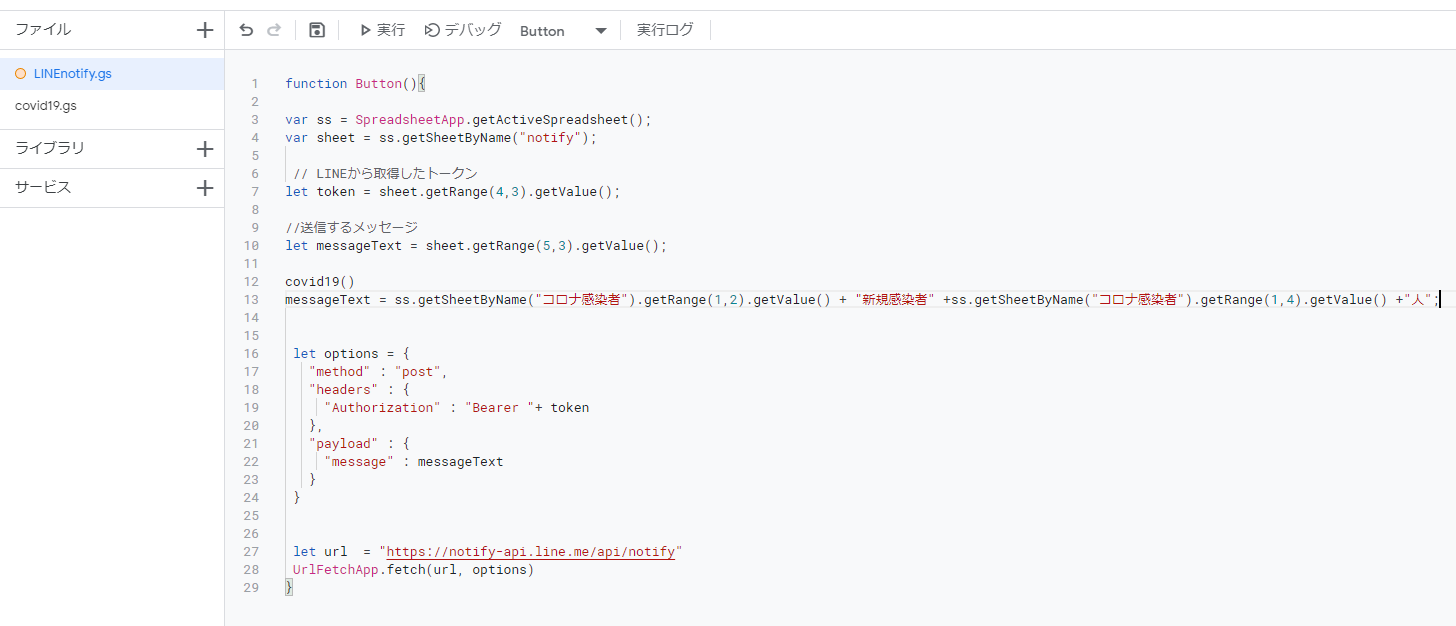 ファイル
実行 デバッグ Button 実行ログ
LINEnotify.gs
covid19.gs
ライブラリ
サービス
1 function Button(){
2
3 var ss = SpreadsheetApp.getActiveSpreadsheet();
4 var sheet = ss.getSheetByName("notify");
5
6 // LINEから取得したトークン
7 let token = sheet.getRange(4,3).getValue();
8
9 //送信するメッセージ
10 let messageText = sheet.getRange(5,3).getValue();
11
12 covid19()
13 messageText = ss.getSheetByName("コロナ感染者").getRange(1,2).getValue() + "新規感染者" +ss.getSheetByName("コロナ感染者").getRange(1,4).getValue() +"人";
14
15
16 let options = {
17 "method" : "post",
18 "headers" : {
19 "Authorization" : "Bearer "+ token
20 },
21 "payload" : {
22 "message" : messageText
23 }
24 }
25
26
27 let url  = "https://notify-api.line.me/api/notify"
28 UrlFetchApp.fetch(url, options)
29 }